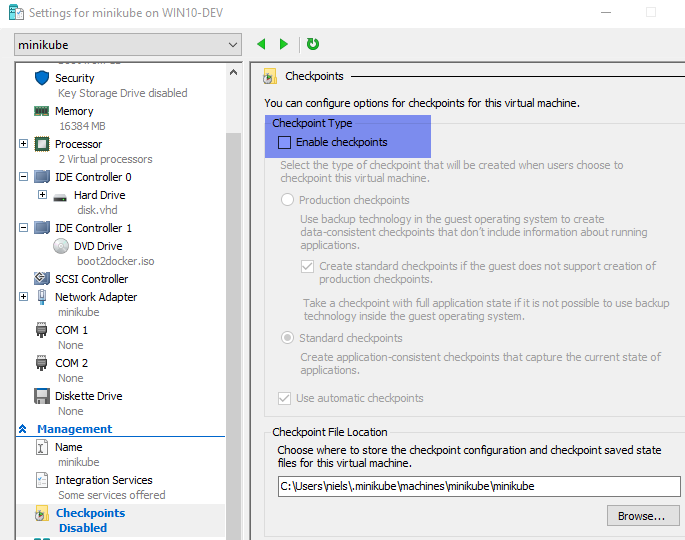 Settings for minikube on WIN10-DEV
minikube
Security
Key Storage Drive disabled
Memory
16384 MB
Processor
2 Virtual processors
IDE Controller 0
Hard Drive
disk.vhd
IDE Controller 1
DVD Drive
boot2docker.iso
SCSI Controller
Network Adapter
minikube
COM 1
None
COM 2
None
Diskette Drive
None
Management
Name
minikube
Integration Services
Some services offered
Checkpoints
Disabled
Checkpoints
You can configure options for checkpoints for this virtual machine.
Checkpoint Type
Enable checkpoints
Select the type of checkpoint that will be created when users choose to
checkpoint this virtual machine.
Production checkpoints
Use backup technology in the guest operating system to create
data-consistent checkpoints that don't include information about running
applications.
Create standard checkpoints if the guest does not support creation of
production checkpoints.
Take a checkpoint with full application state if it is not possible to use backup
technology inside the guest operating system.
Standard checkpoints
Create application-consistent checkpoints that capture the current state of
applications.
Use automatic checkpoints
Checkpoint File Location
Choose where to store the checkpoint configuration and checkpoint saved state
files for this virtual machine.
C:\Users\niels\.minikube\machines\minikube\minikube
Browse...